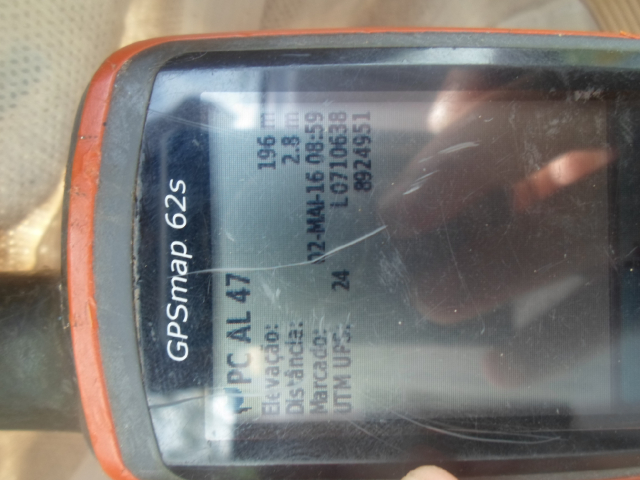 GPSmap 62s
PC AL 47
Elevação: 196 m
Distância: 2.8 m
Marcado: 02-MAI-16 08:59
UTM UPS: 24 L0710638
8924951